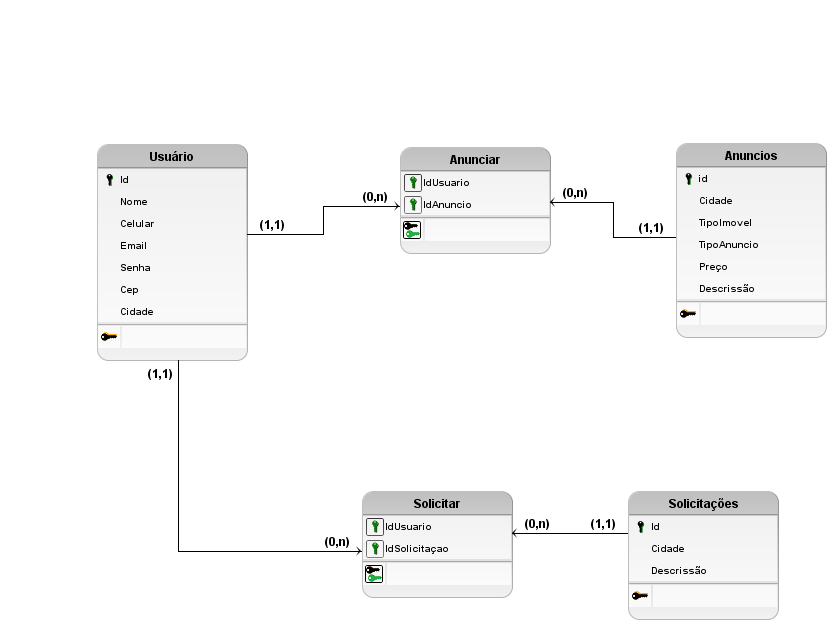 Usuário
Id
Nome
Celular
Email
Senha
Cep
Cidade
(1,1)
(0,n)
Anunciar
IdUsuario
IdAnuncio
(0,n)
(1,1)
Anuncios
id
Cidade
TipoImovel
TipoAnuncio
Preço
Descrissão
(1,1)
(0,n)
Solicitar
IdUsuario
IdSolicitaçao
(0,n)
(1,1)
Solicitações
Id
Cidade
Descrissão